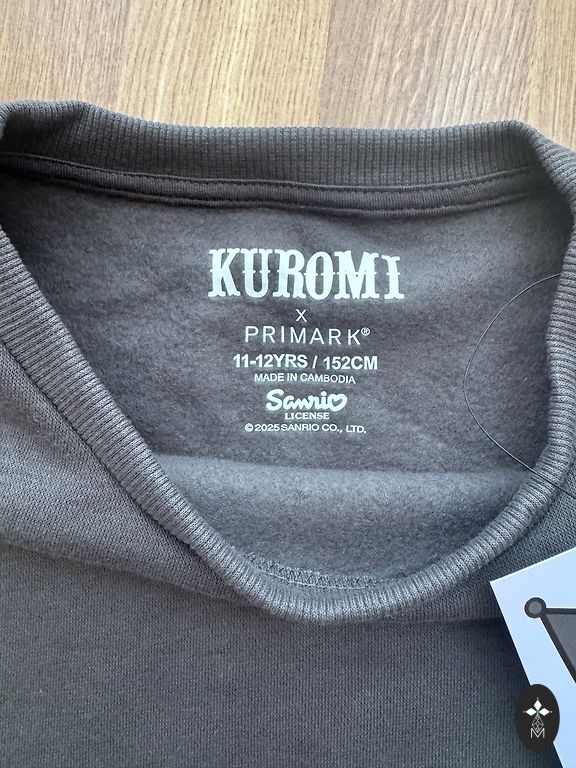 KUROMI
X
PRIMARK®
11-12YRS / 152CM
MADE IN CAMBODIA
Sanrio
LICENSE
©2025 SANRIO CO., LTD.
M